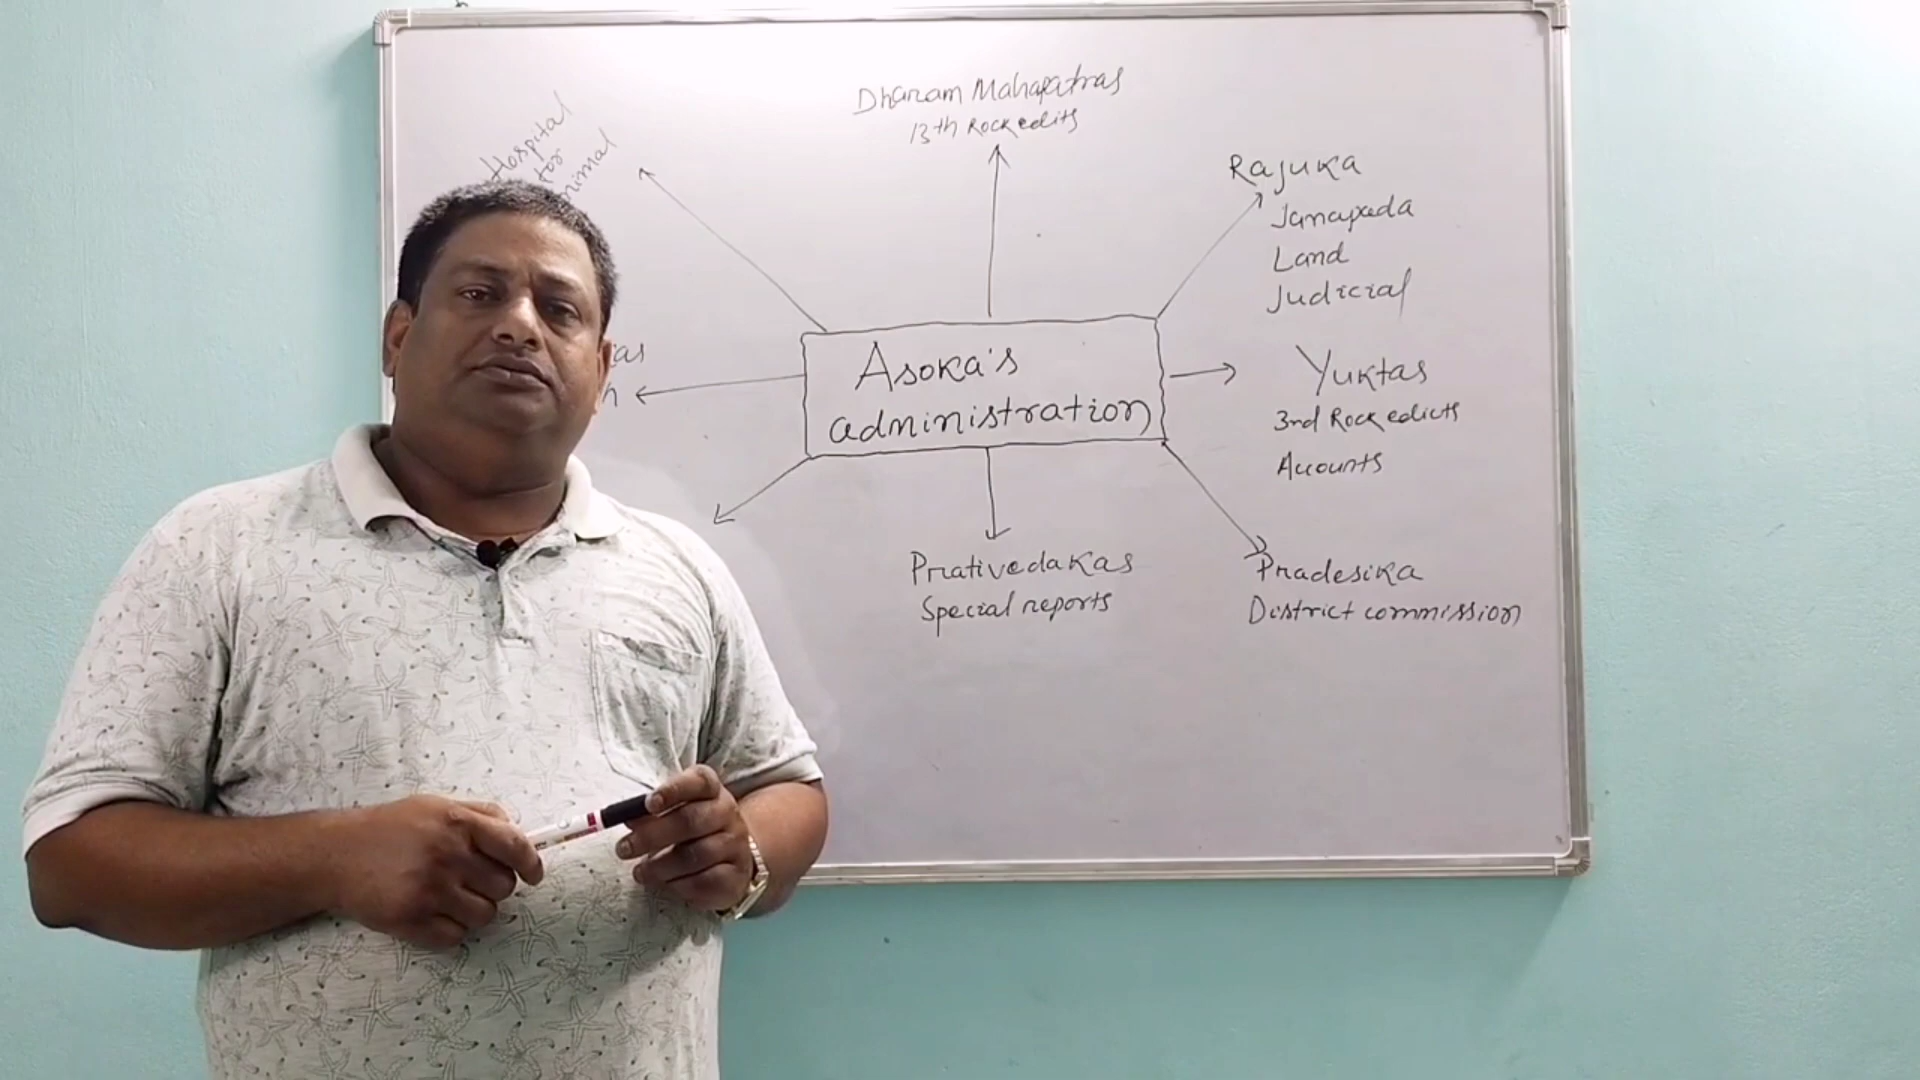 Hospital
for
Dharam Mahapatras
13th Rock edits
Rajuka
Janapada
Land
Judicial
Asoka's
administration
Yuktas
3rd Rock edicts
Accounts
Prativedakas
Special reports
Pradesika
District commission